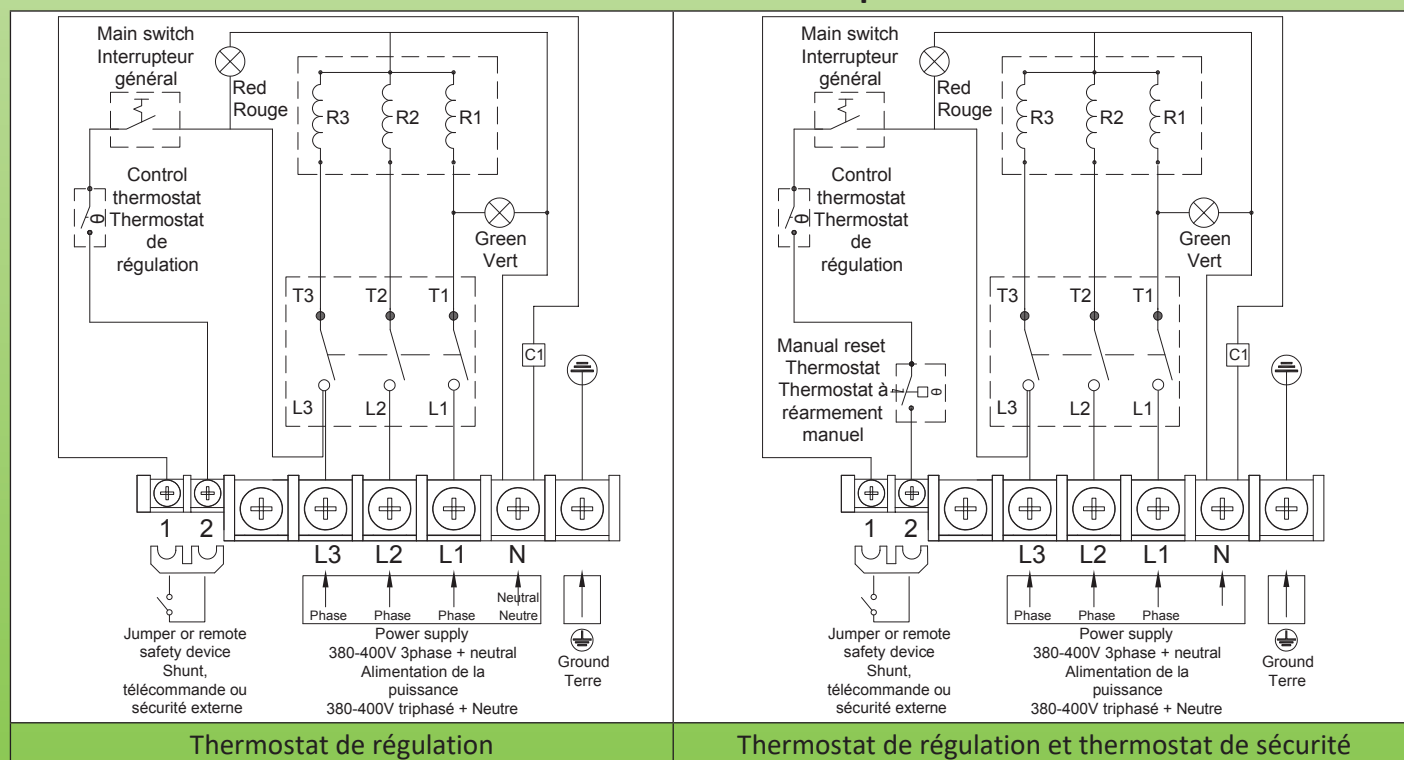 Main switch
Interrupteur
général
Red
Rouge
R3
R2
R1
Control
thermostat
Thermostat
de
régulation
θ
Green
Vert
T3
T2
T1
C1
L3
L2
L1
1
2
L3
L2
L1
N
Phase
Phase
Phase
Neutral
Neutre
Jumper or remote
safety device
Shunt,
télécommande ou
sécurité externe
Power supply
380-400V 3phase + neutral
Alimentation de la
puissance
380-400V triphasé + Neutre
Ground
Terre
Thermostat de régulation
Main switch
Interrupteur
général
Red
Rouge
R3
R2
R1
Control
thermostat
Thermostat
de
régulation
θ
Green
Vert
T3
T2
T1
Manual reset
Thermostat
Thermostat à
réarmement
manuel
θ
C1
L3
L2
L1
1
2
L3
L2
L1
N
Phase
Phase
Phase
Jumper or remote
safety device
Shunt,
télécommande ou
sécurité externe
Power supply
380-400V 3phase + neutral
Alimentation de la
puissance
380-400V triphasé + Neutre
Ground
Terre
Thermostat de régulation et thermostat de sécurité